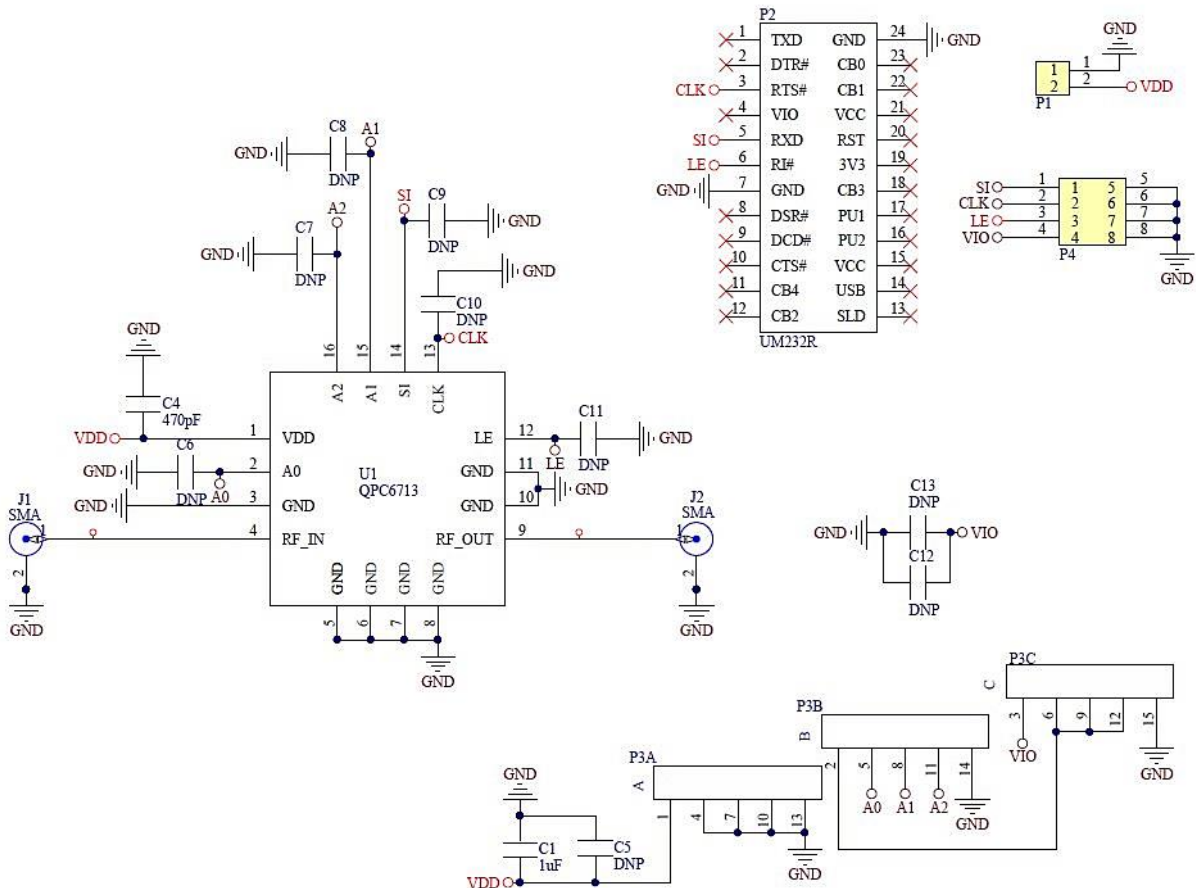 P2
1 TXD GND 24 GND
2 DTR# CB0 23
CLK 3 RTS# CB1 22
4 VIO VCC 21
SI 5 RXD RST 20
LE 6 RI# 3V3 19
GND 7 GND CB3 18
8 DSR# PU1 17
9 DCD# PU2 16
10 CTS# VCC 15
11 CB4 USB 14
12 CB2 SLD 13
UM232R
GND
1 1
2 2 VDD
P1
SI 1 1 5 5
CLK 2 2 6 6
LE 3 3 7 7
VIO 4 4 8 8
P4
GND
C8 A1
GND
DNP
A2
C7
GND
DNP
SI C9
GND
DNP
GND
C10
DNP
CLK
16 15 14 13
A2 A1 SI CLK
GND
C4
470pF
VDD 1 VDD
C6
GND 2 A0
DNP A0
GND 3 GND
J1
SMA
1 4 RF_IN
2
GND
U1
QPC6713
LE 12 C11 GND
LE DNP
GND 11
GND
GND 10
RF_OUT 9
J2
SMA
1
2
GND
GND GND GND GND
5 6 7 8
GND
C13
DNP
GND VIO
C12
DNP
P3C
C
3 6 9 12 15
VIO
GND
P3B
B
2 5 8 11 14
A0 A1 A2
GND
P3A
A
1 4 7 10 13
GND
GND
C1
1uF
C5
DNP
VDD